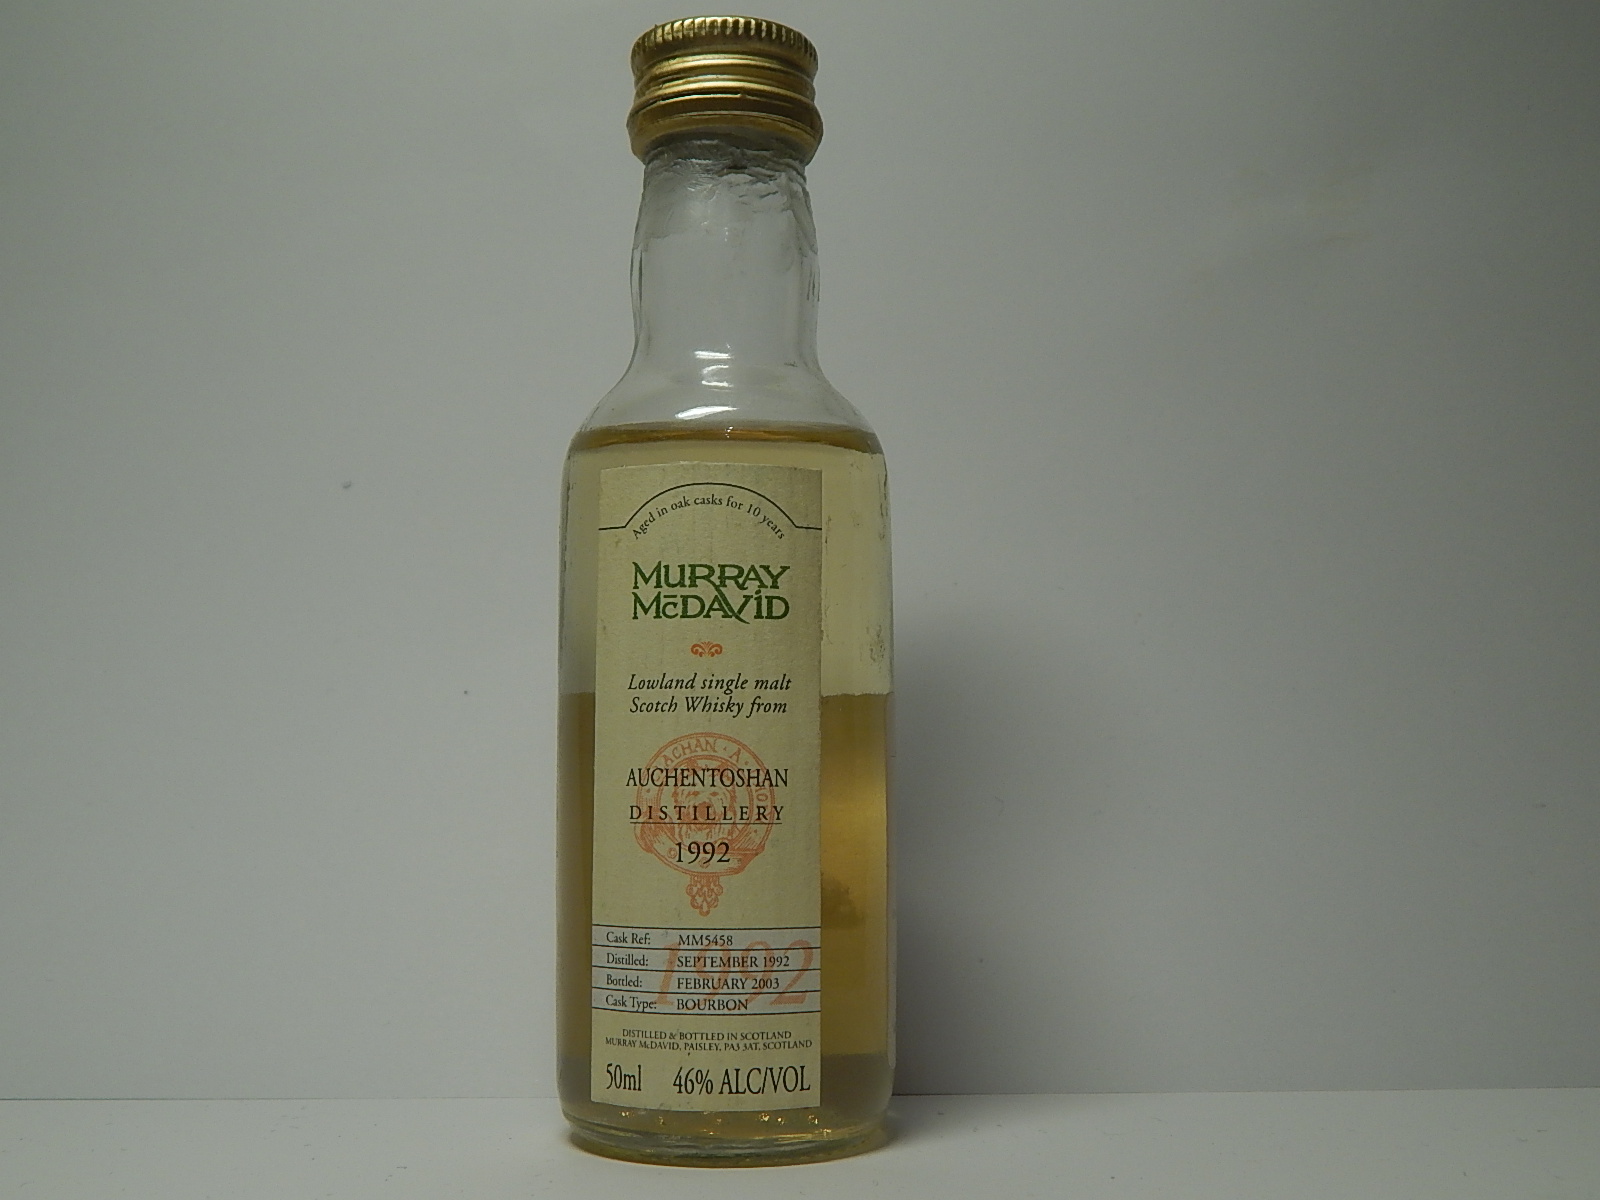 Aged in oak casks for 10 years
MURRAY
McDAVID
Lowland single malt
Scotch Whisky from
AUCHENTOSHAN
DISTILLERY
1992
1992
Cask Ref: MM5458
Distilled: SEPTEMBER 1992
Bottled: FEBRUARY 2003
Cask Type: BOURBON
DISTILLED & BOTTLED IN SCOTLAND
MURRAY McDAVID, PAISLEY, PA3 3AT, SCOTLAND
50ml 46% ALC/VOL